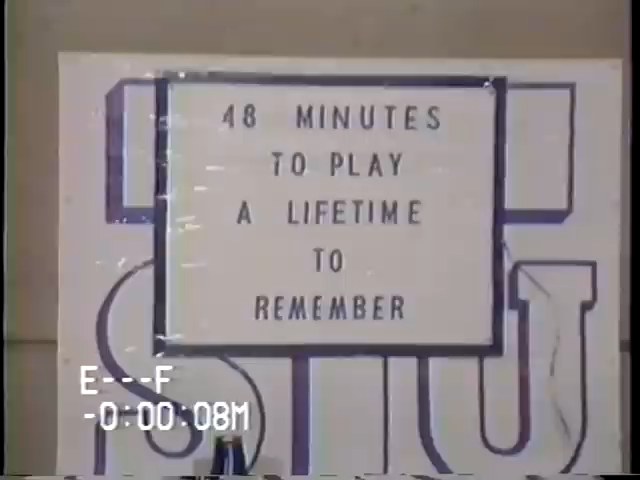 48 MINUTES
TO PLAY
A LIFETIME
TO
REMEMBER
E---F
-0:00:08M